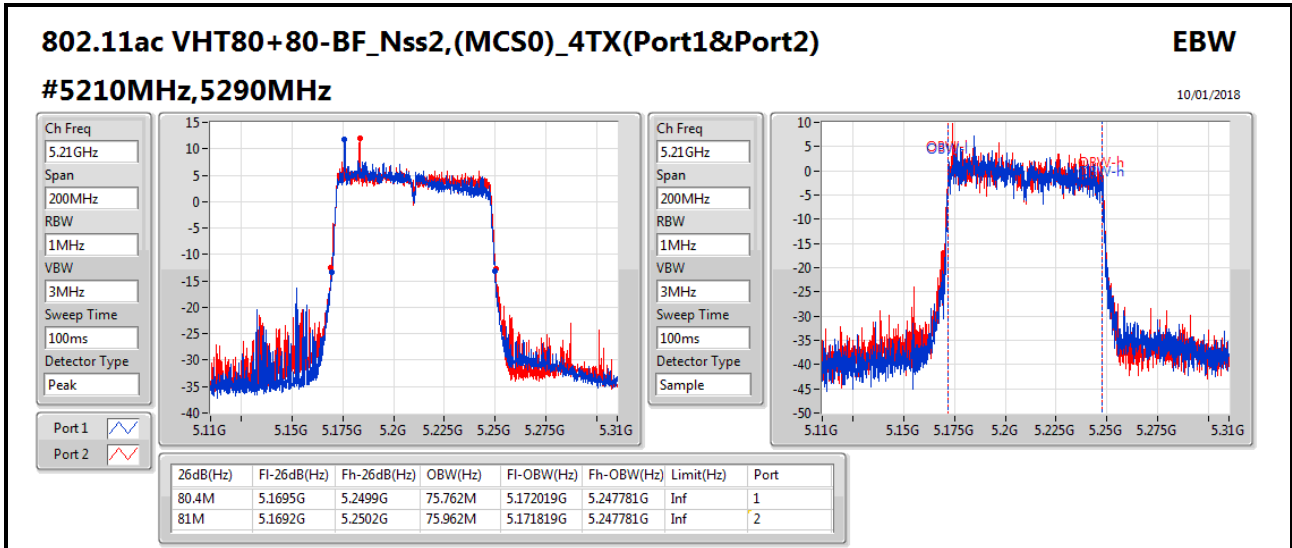 802.11ac VHT80+80-BF_Nss2,(MCS0)_4TX(Port1&Port2)
EBW
#5210MHz,5290MHz
10/01/2018
Ch Freq
5.21GHz
Span
200MHz
RBW
1MHz
VBW
3MHz
Sweep Time
100ms
Detector Type
Peak
Port 1
Port 2
15
10
5
0
-5
-10
-15
-20
-25
-30
-35
-40
5.11G 5.15G 5.175G 5.2G 5.225G 5.25G 5.275G 5.31G
Ch Freq
5.21GHz
Span
200MHz
RBW
1MHz
VBW
3MHz
Sweep Time
100ms
Detector Type
Sample
10
5
0
-5
-10
-15
-20
-25
-30
-35
-40
-45
-50
OBW-l
OBW-h
5.11G 5.15G 5.175G 5.2G 5.225G 5.25G 5.275G 5.31G
26dB(Hz) Fl-26dB(Hz) Fh-26dB(Hz) OBW(Hz) Fl-OBW(Hz) Fh-OBW(Hz) Limit(Hz) Port
80.4M 5.1695G 5.2499G 75.762M 5.172019G 5.247781G Inf 1
81M 5.1692G 5.2502G 75.962M 5.171819G 5.247781G Inf 2